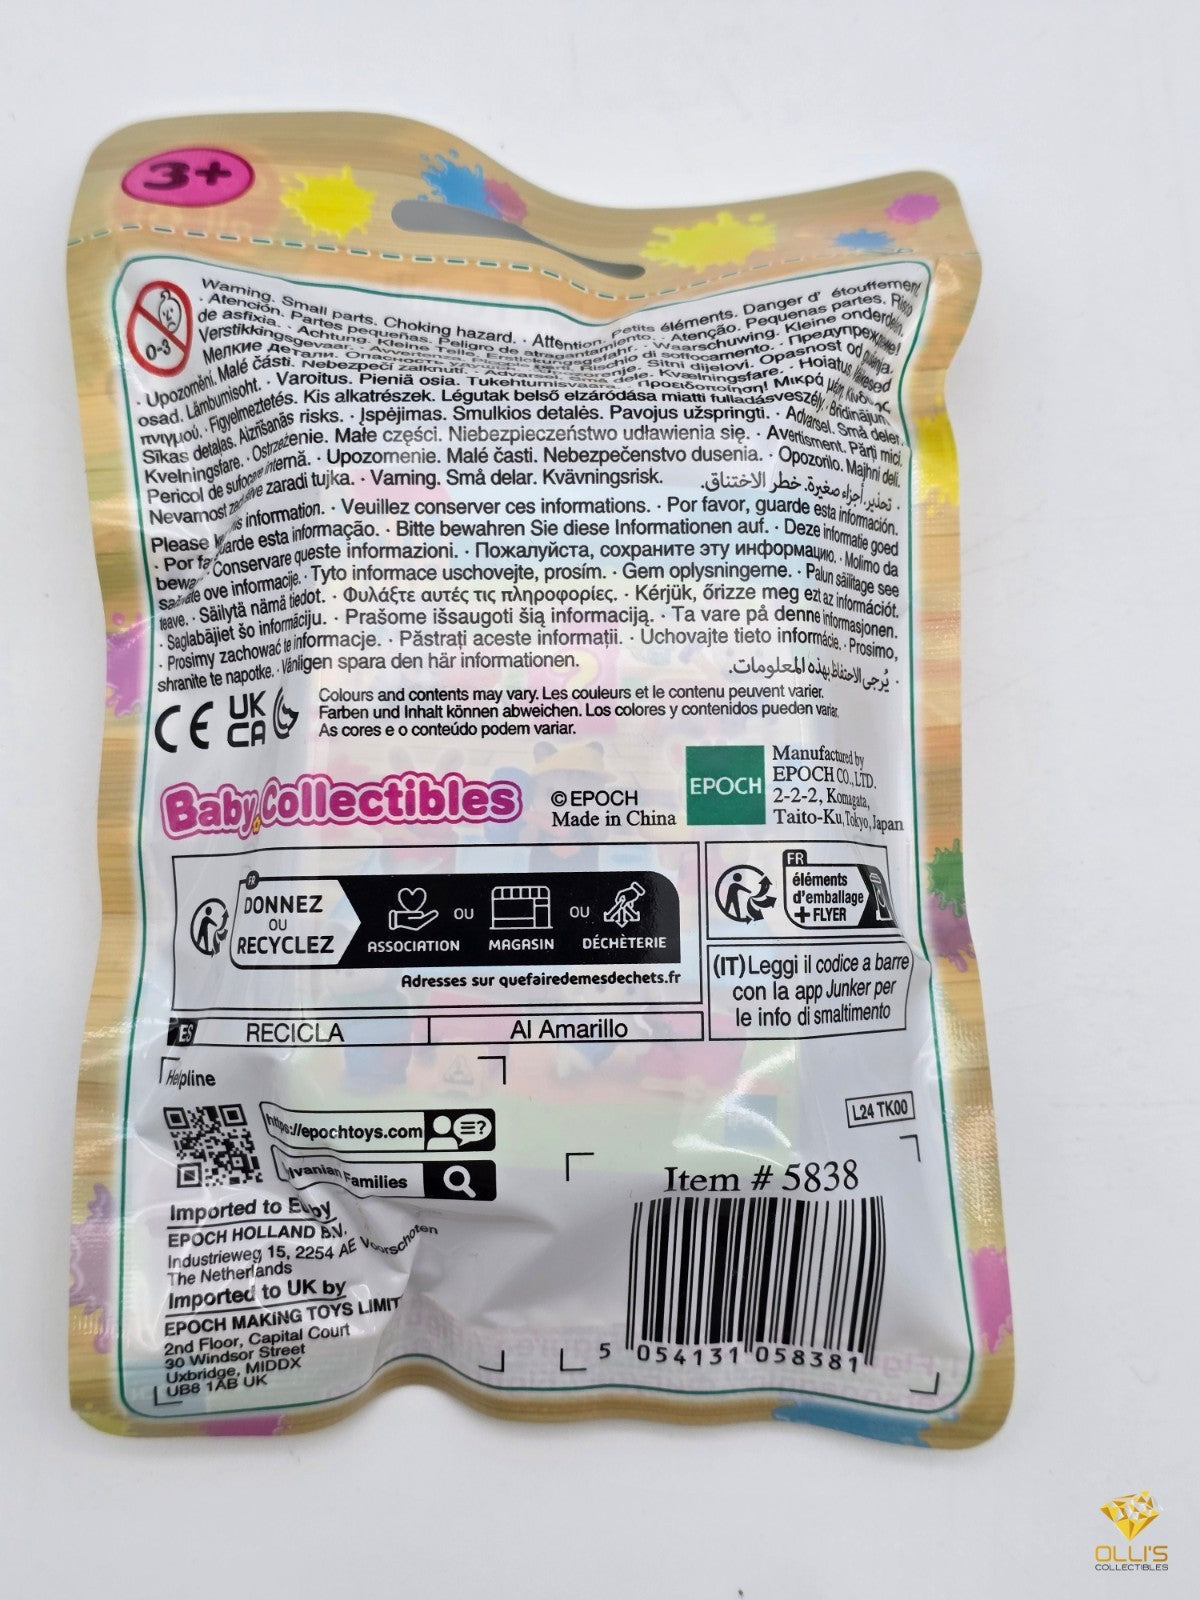 3+
0-3
Warning. Small parts. Choking hazard. · Attention. Petits éléments. Danger d' étouffement
· Atención. Partes pequeñas. Peligro de atragantamiento. · Atenção. Pequenas partes. Risco
de asfixia. · Achtung. Kleine Teile. Erstickungsgefahr. · Waarschuwing. Kleine onderdelen.
Verstikkingsgevaar. · Avvertenza. Rischio di soffocamento. · Предупреждение!
Мелкие детали. Sitni dijelovi. Opasnost od
· Upozornění. Malé části. Nebezpečí zalknutí. · Advarsel. Små dele. Kvælningsfare. · Hoiatus
osad. Lämbumisoht. · Varoitus. Pieniä osia. Tukehtumisvaara. · Προειδοποίηση! Μικρά
πνιγμού. · Figyelmeztetés. Kis alkatrészek. Légutak belső elzáródása miatti fulladásveszély. · Brīdinājum
Sīkas detaļas. Aizrīšanās risks. · Įspėjimas. Smulkios detalės. Pavojus užspringti. · Advarsel. Små deler.
Kvelningsfare. · Ostrzeżenie. Małe części. Niebezpieczeństwo udławienia się. · Avertisment. Părți mici.
Pericol de sufocare internă. · Upozornenie. Malé časti. Nebezpečenstvo dusenia. · Opozorilo. Majhni deli.
Nevarnost zadušitve zaradi tujka. · Varning. Små delar. Kvävningsrisk. · تحذير. أجزاء صغيرة. خطر الاختناق.
Please this information. · Veuillez conserver ces informations. · Por favor, guarde esta información.
· Por favor guarde esta informação. · Bitte bewahren Sie diese Informationen auf. · Deze informatie goed
bewaren · Conservare queste informazioni. · Пожалуйста, сохраните эту информацию. · Molimo da
sačuvate ove informacije. · Tyto informace uschovejte, prosím. · Gem oplysningerne. · Palun säilitage see
teave. · Säilytä nämä tiedot. · Φυλάξτε αυτές τις πληροφορίες. · Kérjük, őrizze meg ezt az információt.
· Saglabājiet šo informāciju. · Prašome išsaugoti šią informaciją. · Ta vare på denne informasjonen.
· Prosimy zachować te informacje. · Păstrați aceste informații. · Uchovajte tieto informácie. · Prosimo,
shranite te napotke. · Vänligen spara den här informationen. · يُرجى الاحتفاظ بهذه المعلومات.
CE UK CA
Colours and contents may vary. Les couleurs et le contenu peuvent varier.
Farben und Inhalt können abweichen. Los colores y contenidos pueden variar.
As cores e o conteúdo podem variar.
Baby Collectibles
© EPOCH
Made in China
EPOCH
Manufactured by
EPOCH CO., LTD.
2-2-2, Komagata,
Taito-Ku, Tokyo, Japan
FR
DONNEZ
OU
RECYCLEZ
ASSOCIATION OU MAGASIN OU DÉCHÈTERIE
Adresses sur quefairedemesdechets.fr
FR
éléments
d'emballage
+ FLYER
(IT) Leggi il codice a barre
con la app Junker per
le info di smaltimento
ES RECICLA Al Amarillo
Helpline
https://epochtoys.com
Sylvanian Families
L24 TK00
Imported to EU by
EPOCH HOLLAND B.V.
Industrieweg 15, 2254 AE Voorschoten
The Netherlands
Imported to UK by
EPOCH MAKING TOYS LIMIT
2nd Floor, Capital Court
30 Windsor Street
Uxbridge, MIDDX
UB8 1AB UK
Item # 5838
5 054131 058381
OLLI'S
COLLECTIBLES